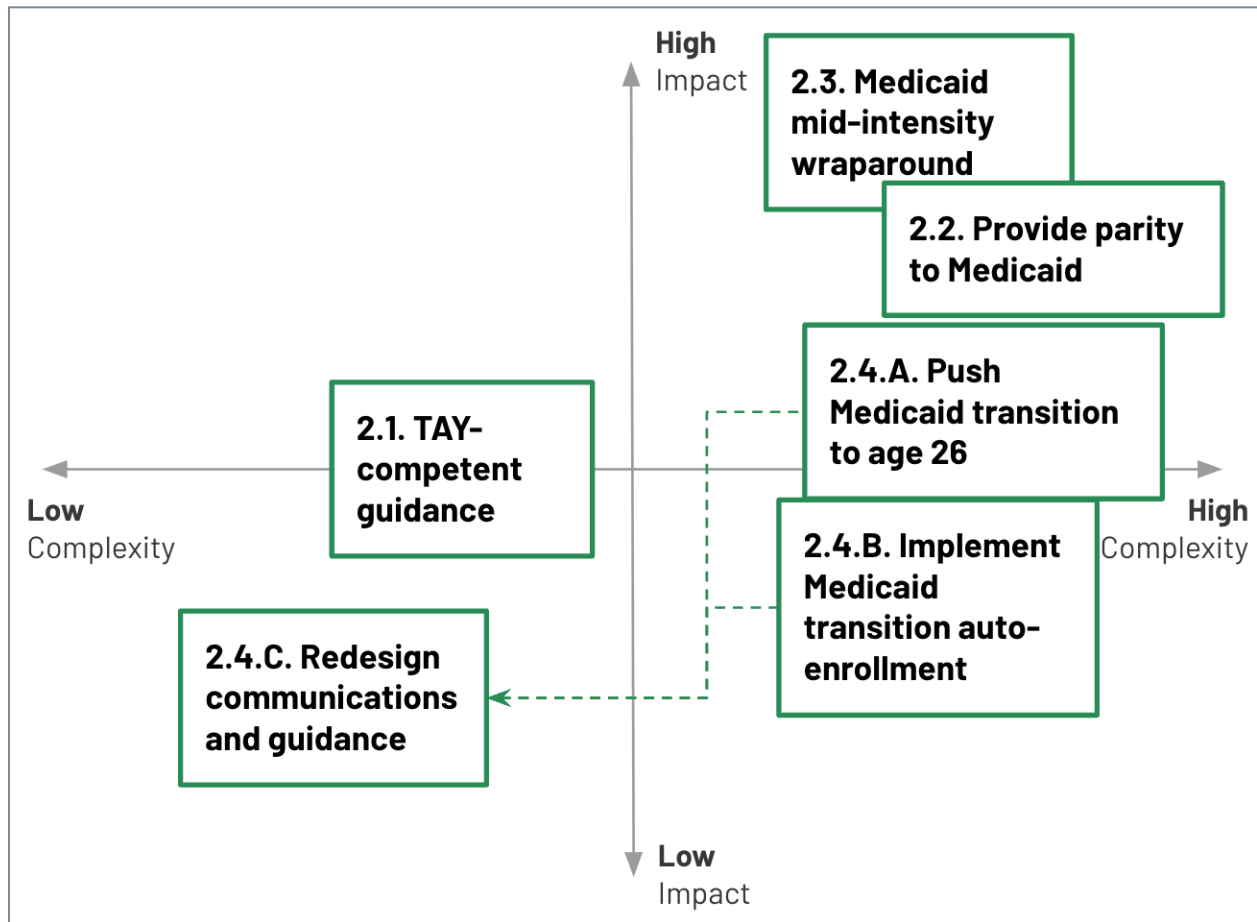 High
Impact
2.3. Medicaid
mid-intensity
wraparound
2.2. Provide parity
to Medicaid
2.4.A. Push
Medicaid transition
to age 26
2.1. TAY-
competent
guidance
Low
Complexity
High
Complexity
2.4.B. Implement
Medicaid
transition auto-
enrollment
2.4.C. Redesign
communications
and guidance
Low
Impact